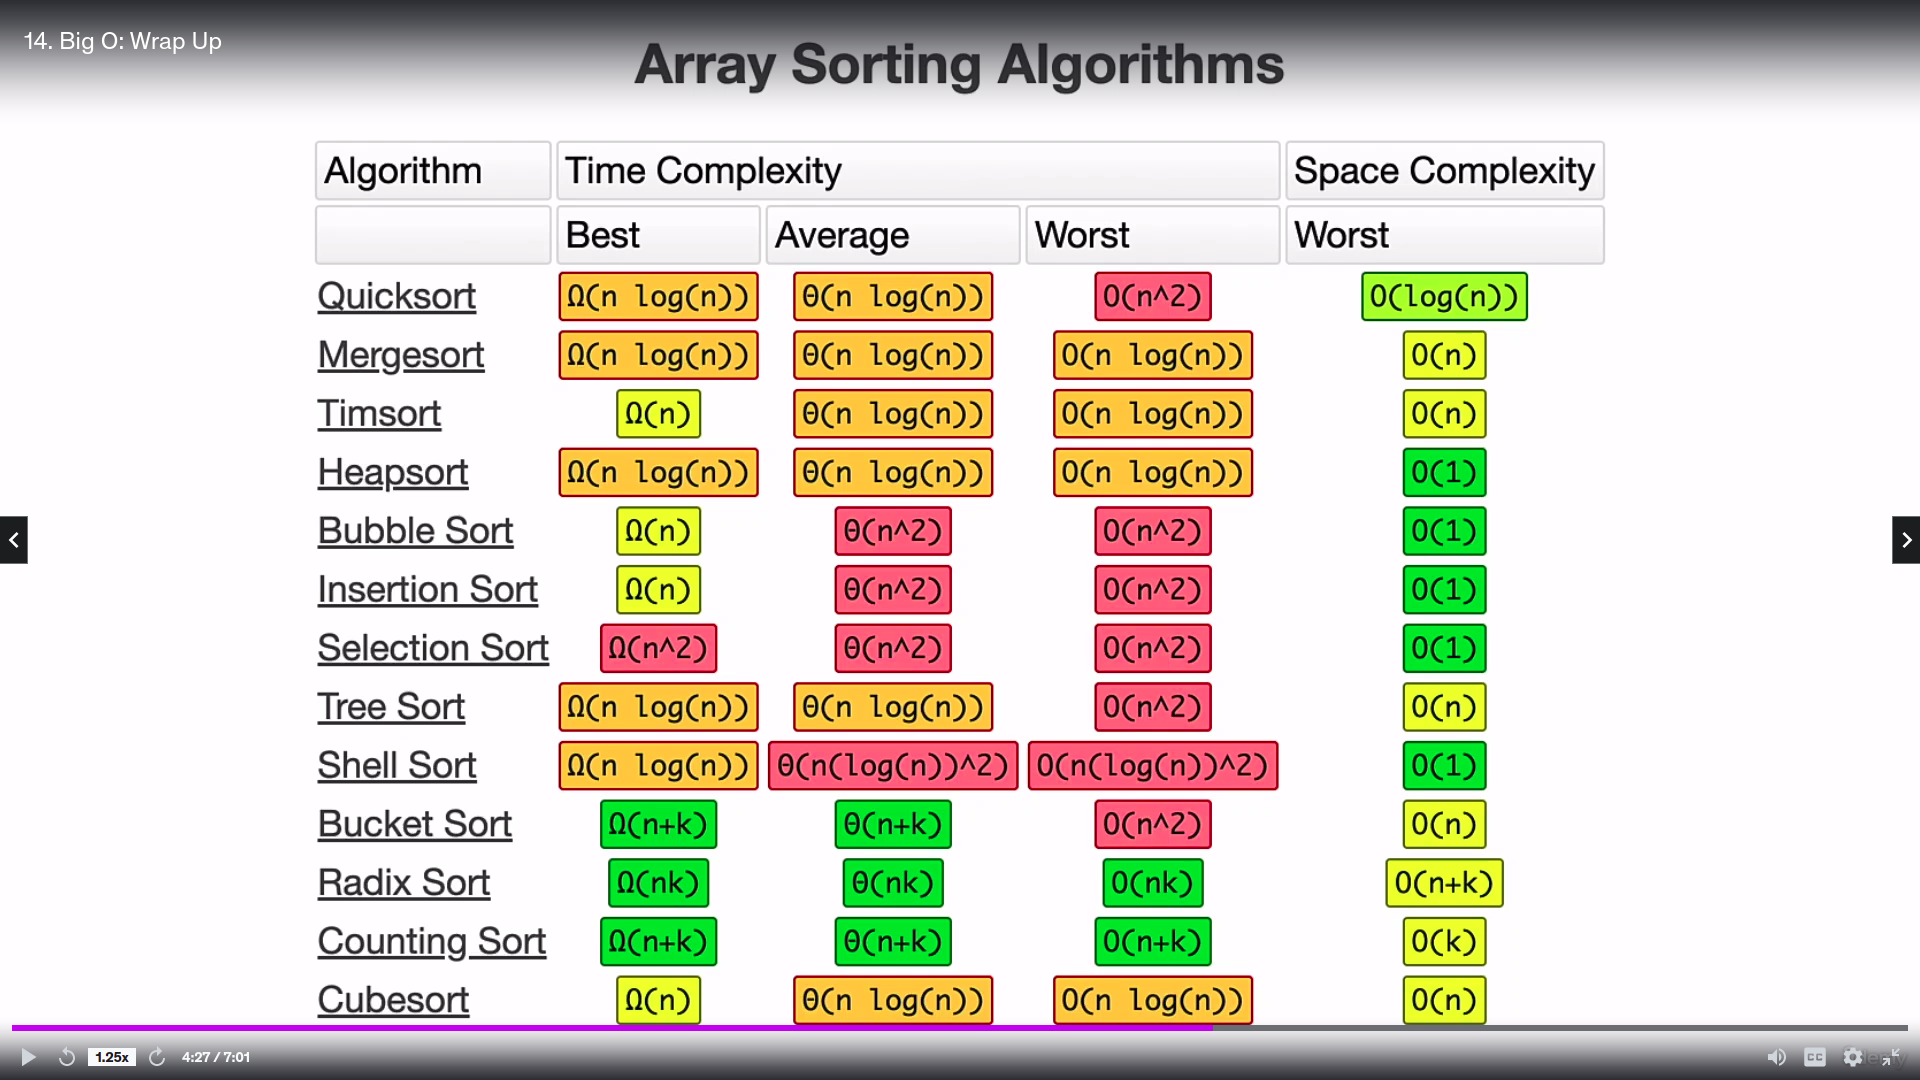 14. Big O: Wrap Up
Array Sorting Algorithms
Algorithm Time Complexity Space Complexity
Best Average Worst Worst
Quicksort Ω(n log(n)) Θ(n log(n)) O(n^2) O(log(n))
Mergesort Ω(n log(n)) Θ(n log(n)) O(n log(n)) O(n)
Timsort Ω(n) Θ(n log(n)) O(n log(n)) O(n)
Heapsort Ω(n log(n)) Θ(n log(n)) O(n log(n)) O(1)
Bubble Sort Ω(n) Θ(n^2) O(n^2) O(1)
Insertion Sort Ω(n) Θ(n^2) O(n^2) O(1)
Selection Sort Ω(n^2) Θ(n^2) O(n^2) O(1)
Tree Sort Ω(n log(n)) Θ(n log(n)) O(n^2) O(n)
Shell Sort Ω(n log(n)) Θ(n(log(n))^2) O(n(log(n))^2) O(1)
Bucket Sort Ω(n+k) Θ(n+k) O(n^2) O(n)
Radix Sort Ω(nk) Θ(nk) O(nk) O(n+k)
Counting Sort Ω(n+k) Θ(n+k) O(n+k) O(k)
Cubesort Ω(n) Θ(n log(n)) O(n log(n)) O(n)
1.25x 4:27 / 7:01 CC